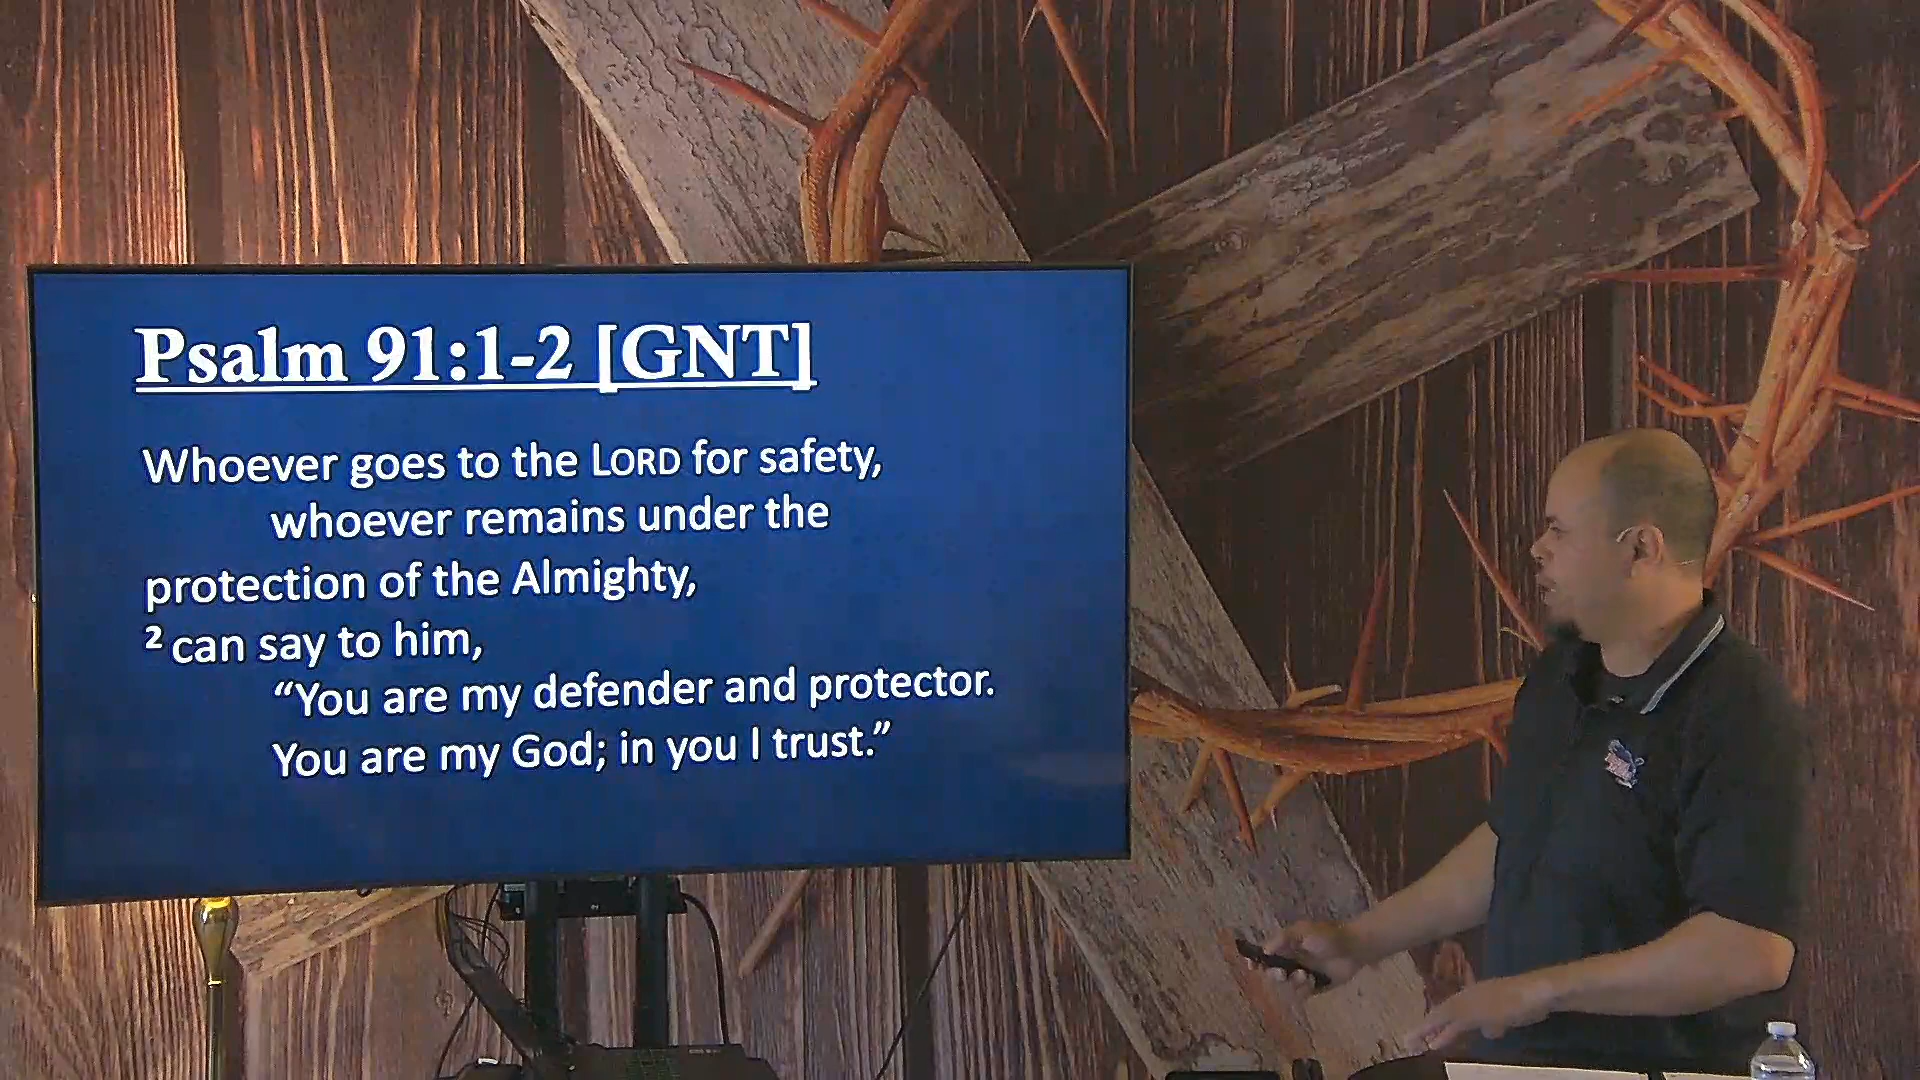 Psalm 91:1-2 [GNT]
Whoever goes to the LORD for safety,
whoever remains under the
protection of the Almighty,
2 can say to him,
“You are my defender and protector.
You are my God; in you I trust.”